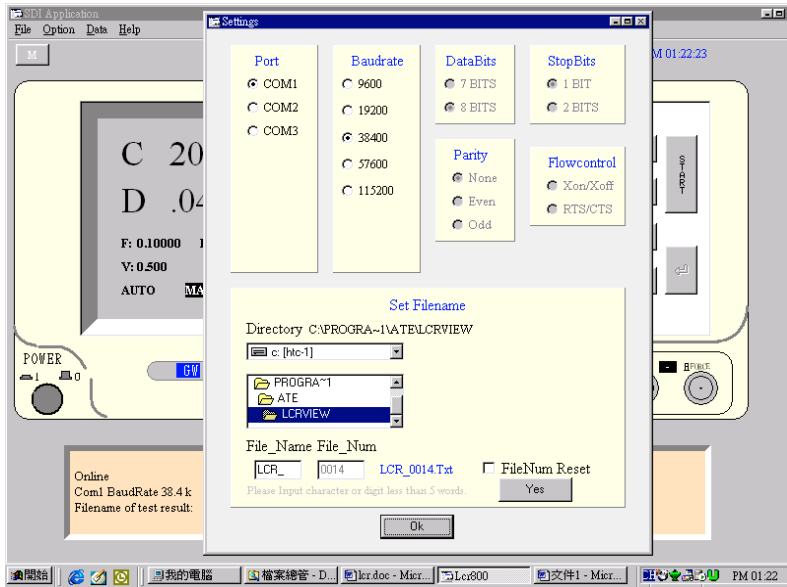 SDI Application
File Option Data Help
M
PM 01:22:23
C 20
D .04
F: 0.10000
V: 0.500
AUTO MA
START
POWER
1 0
GW
Online
Com1 BaudRate 38.4 k
Filename of test result:
Settings
Port
COM1
COM2
COM3
Baudrate
9600
19200
38400
57600
115200
DataBits
7 BITS
8 BITS
StopBits
1 BIT
2 BITS
Parity
None
Even
Odd
Flowcontrol
Xon/Xoff
RTS/CTS
Set Filename
Directory C:\PROGRA~1\ATE\LCRVIEW
c: [htc-1]
PROGRA~1
ATE
LCRVIEW
File_Name File_Num
LCR_ 0014 LCR_0014.Txt FileNum Reset
Please Input character or digit less than 5 words. Yes
Ok
開始 我的電腦 檔案總管 - D... lcr.doc - Micr... Lcr800 文件1 - Micr... PM 01:22